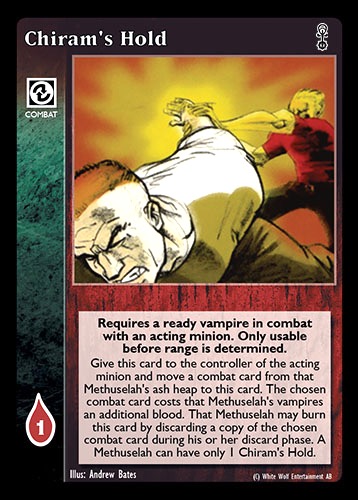 Chiram's Hold
COMBAT
Requires a ready vampire in combat
with an acting minion. Only usable
before range is determined.
Give this card to the controller of the acting
minion and move a combat card from that
Methuselah's ash heap to this card. The chosen
combat card costs that Methuselah's vampires
an additional blood. That Methuselah may burn
this card by discarding a copy of the chosen
combat card during his or her discard phase. A
Methuselah can have only 1 Chiram's Hold.
1
Illus: Andrew Bates
(C) White Wolf Entertainment AB